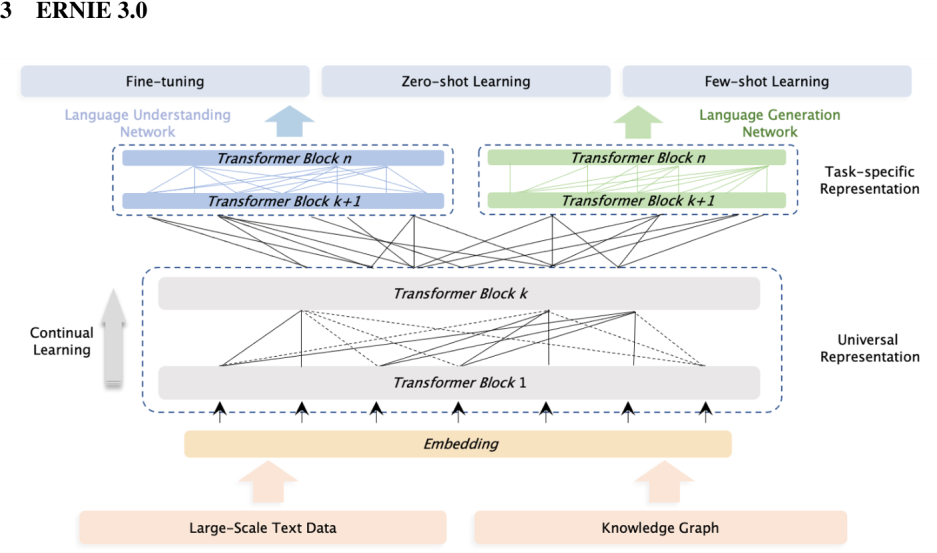 3 ERNIE 3.0
Fine-tuning
Zero-shot Learning
Few-shot Learning
Language Understanding
Network
Language Generation
Network
Transformer Block n
Transformer Block n
Task-specific
Representation
Transformer Block k+1
Transformer Block k+1
Transformer Block k
Continual
Learning
Universal
Representation
Transformer Block 1
Embedding
Large-Scale Text Data
Knowledge Graph